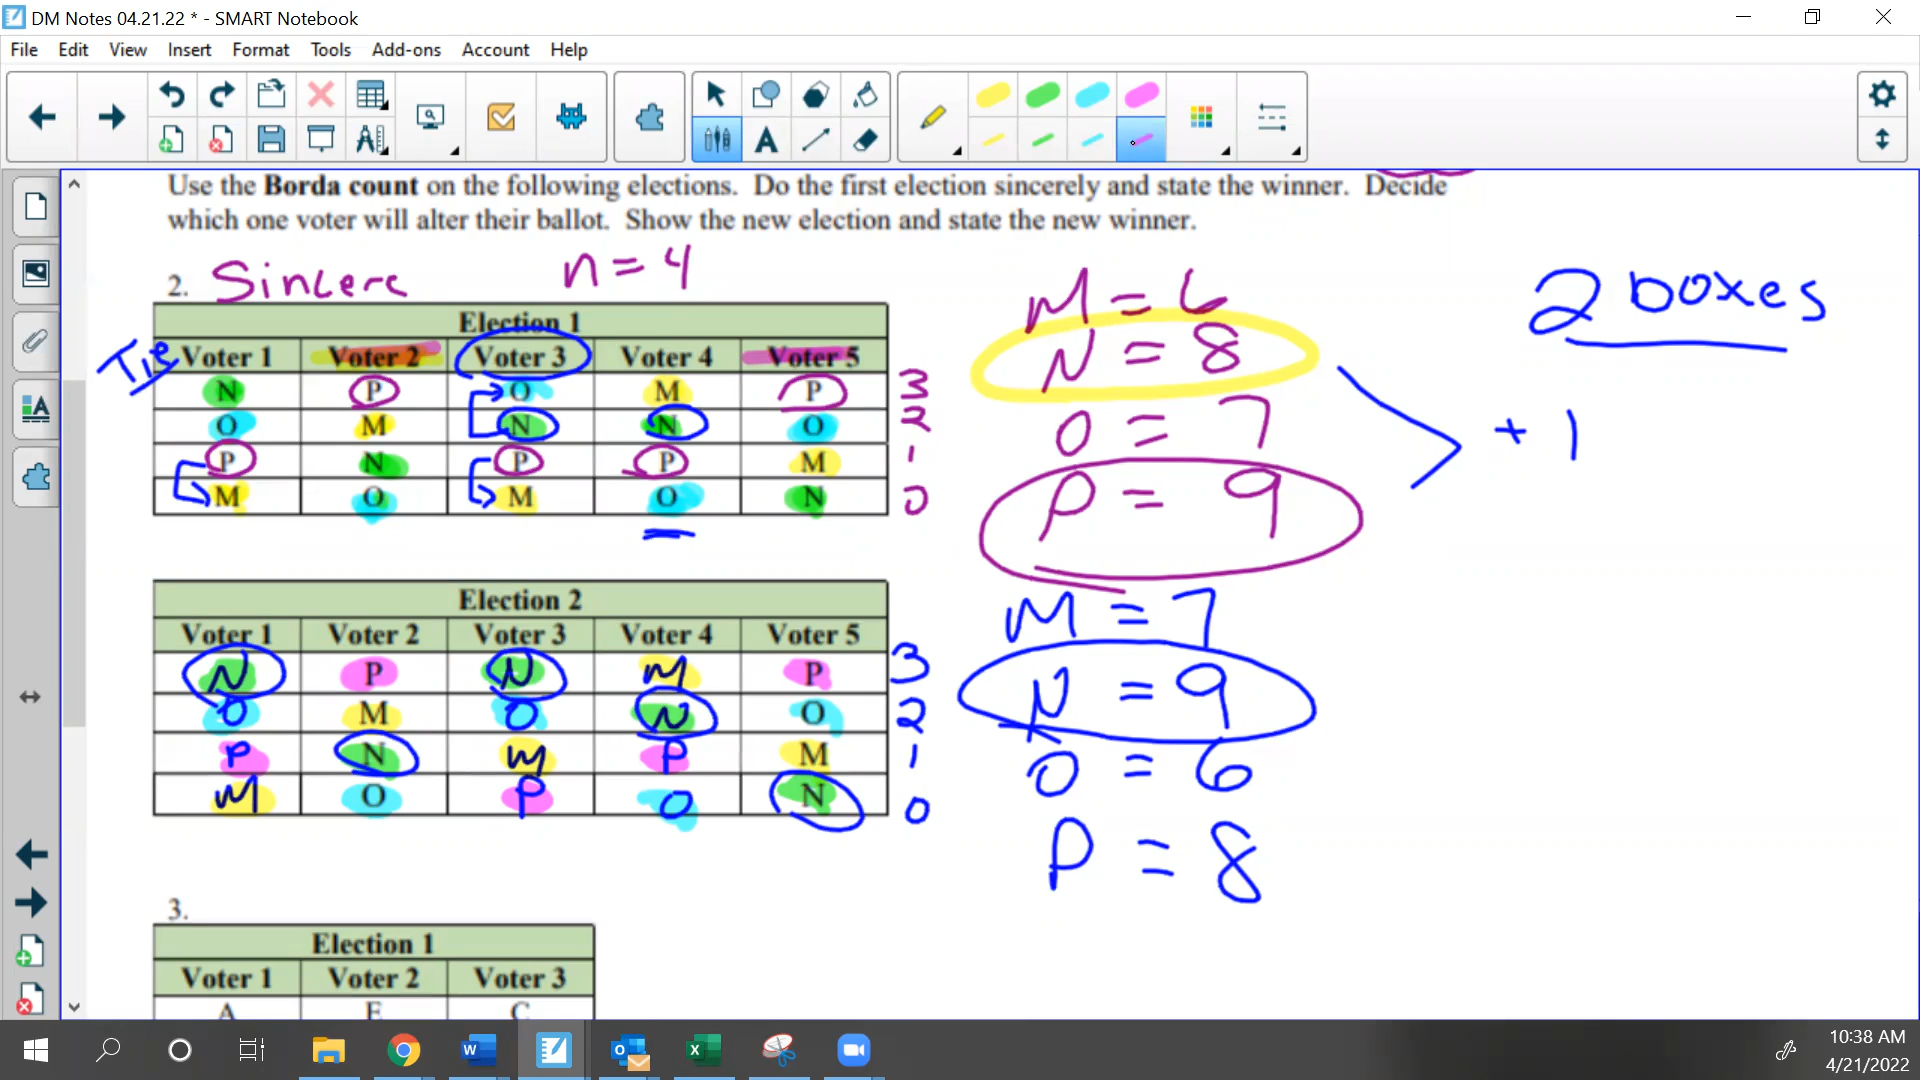 DM Notes 04.21.22 * - SMART Notebook
File Edit View Insert Format Tools Add-ons Account Help
Use the Borda count on the following elections. Do the first election sincerely and state the winner. Decide
which one voter will alter their ballot. Show the new election and state the new winner.
2. Sincere n = 4
Election 1
Tie
Voter 1 Voter 2 Voter 3 Voter 4 Voter 5
N P O M P 3
O M N N O 2
P N P P M 1
M O M O N 0
M = 6
N = 8
O = 7
P = 9
2 boxes
+ 1
Election 2
Voter 1 Voter 2 Voter 3 Voter 4 Voter 5
N P N M P 3
O M O N O 2
P N M P M 1
M O P O N 0
M = 7
N = 9
O = 6
P = 8
3.
Election 1
Voter 1 Voter 2 Voter 3
A E C
10:38 AM
4/21/2022